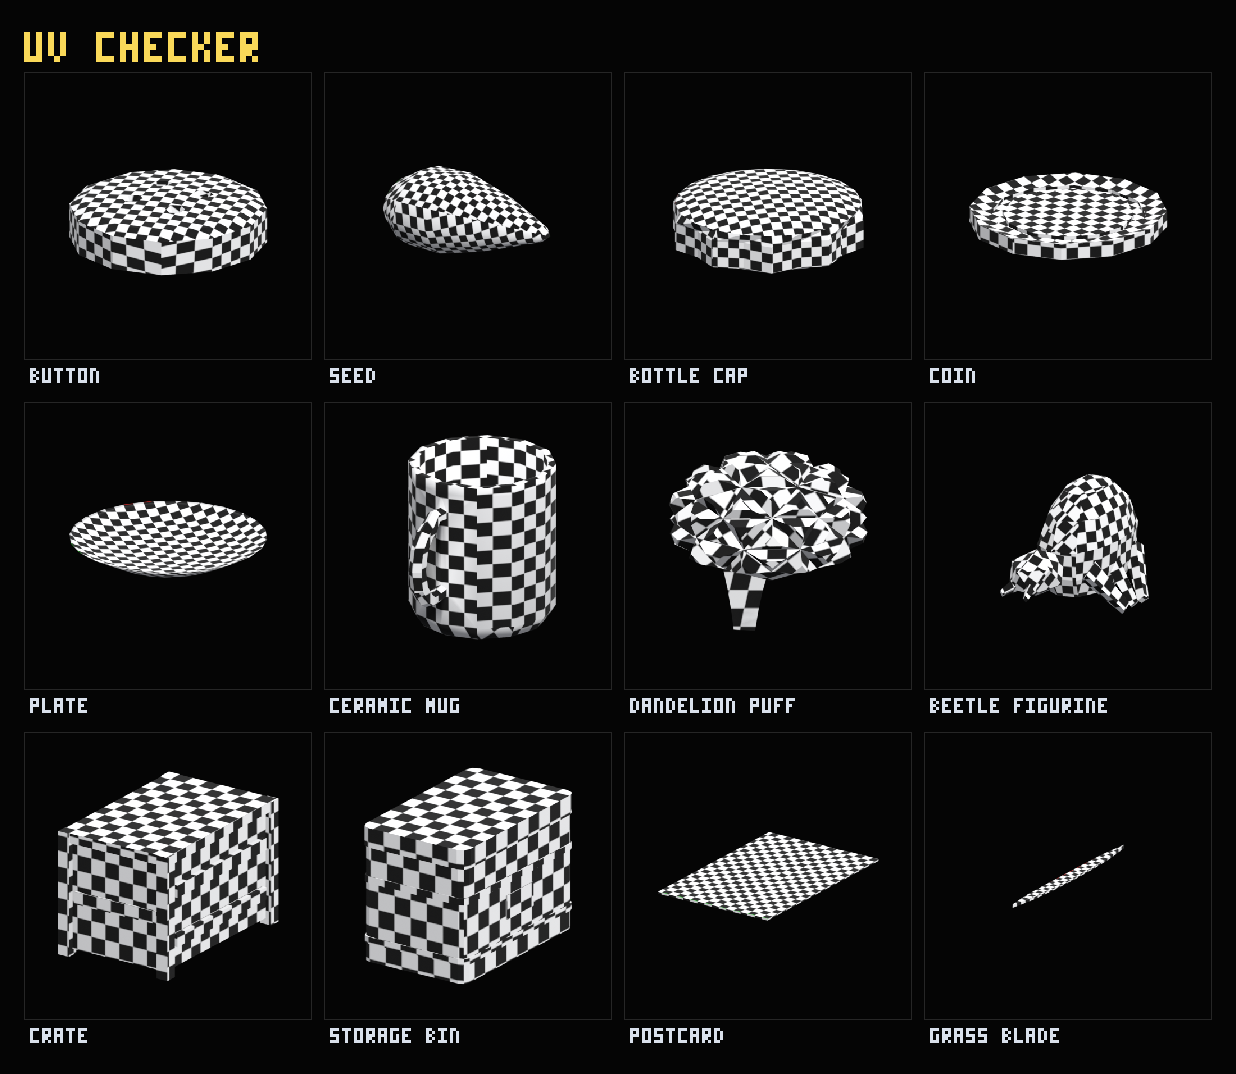 UV CHECKER
BUTTON
SEED
BOTTLE CAP
COIN
PLATE
CERAMIC MUG
DANDELION PUFF
BEETLE FIGURINE
CRATE
STORAGE BIN
POSTCARD
GRASS BLADE